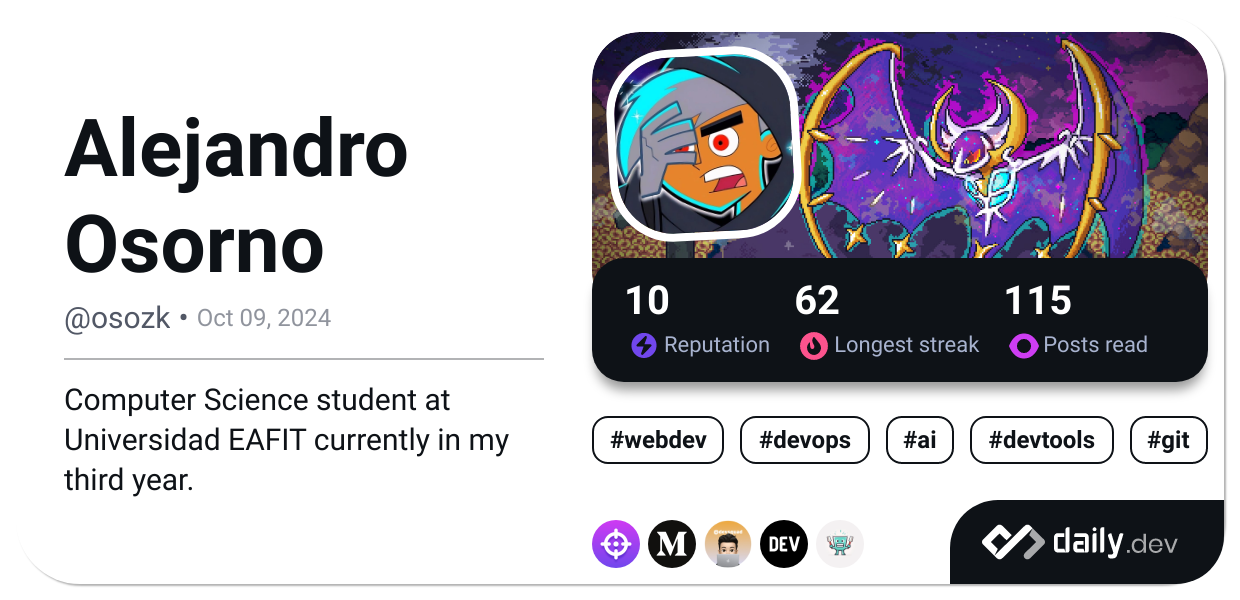 Alejandro
Osorno
@osozk • Oct 09, 2024
Computer Science student at
Universidad EAFIT currently in my
third year.
10 62 115
Reputation Longest streak Posts read
#webdev #devops #ai #devtools #git
M DEV
daily.dev